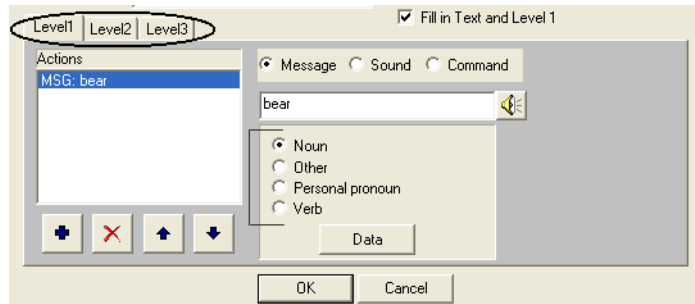 Fill in Text and Level 1
Level1 Level2 Level3
Actions
MSG: bear
Message Sound Command
bear
Noun
Other
Personal pronoun
Verb
Data
OK Cancel